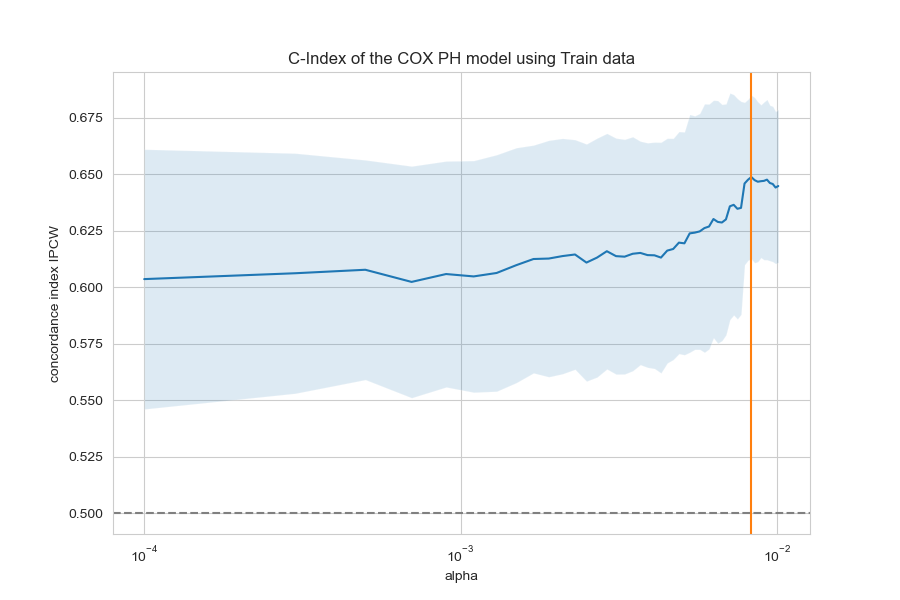 C-Index of the COX PH model using Train data
concordance index IPCW
0.675
0.650
0.625
0.600
0.575
0.550
0.525
0.500
10⁻⁴ 10⁻³ 10⁻²
alpha